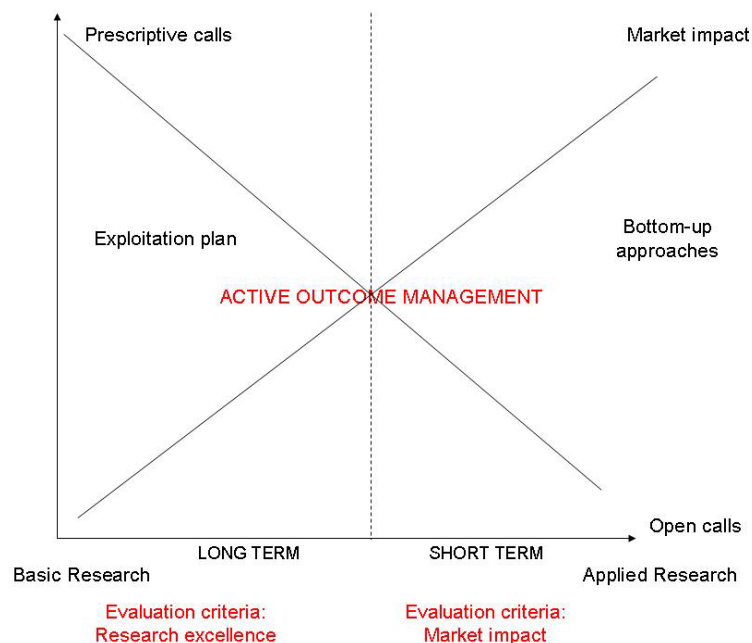 Prescriptive calls
Market impact
Exploitation plan
Bottom-up
approaches
ACTIVE OUTCOME MANAGEMENT
Open calls
LONG TERM
SHORT TERM
Basic Research
Applied Research
Evaluation criteria:
Research excellence
Evaluation criteria:
Market impact